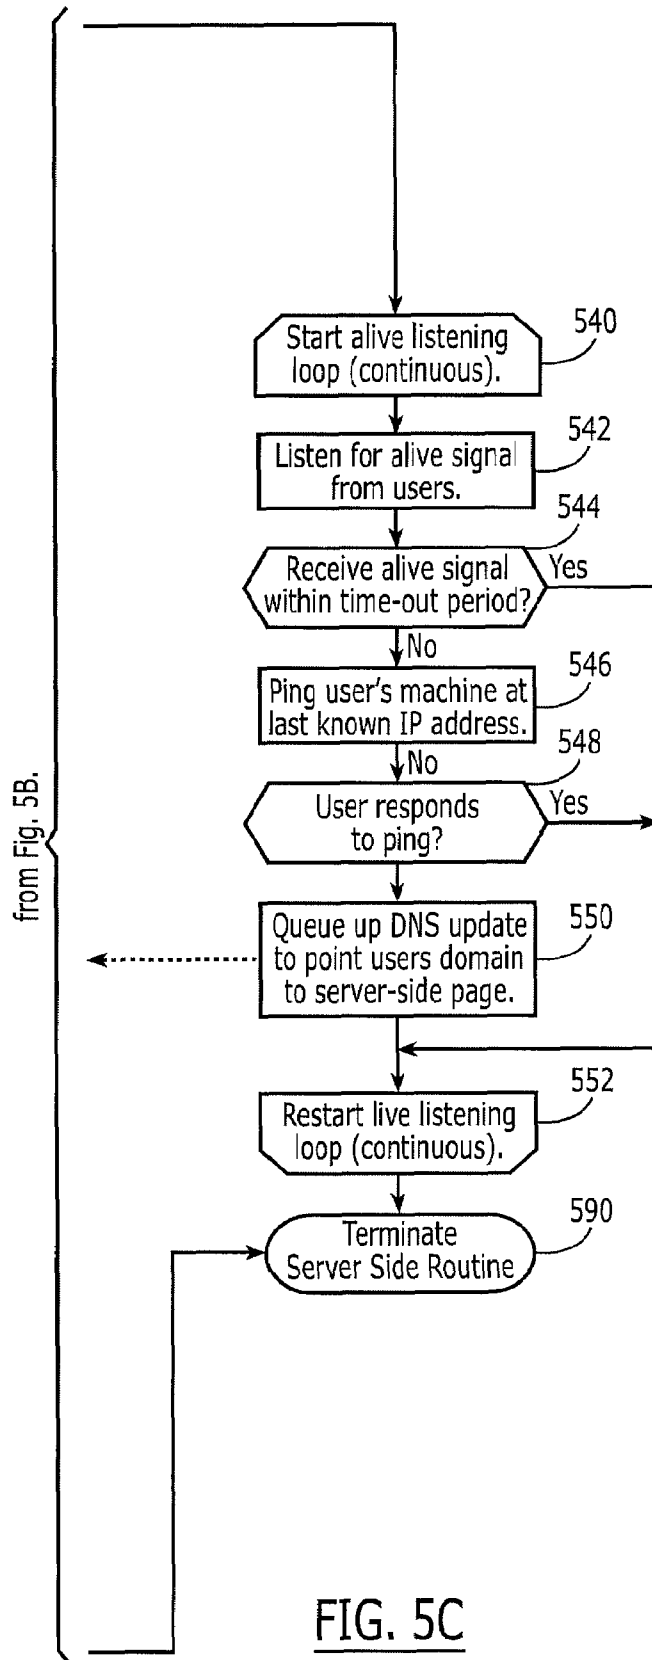 from Fig. 5B.
Start alive listening
loop (continuous).
540
Listen for alive signal
from users.
542
Receive alive signal
within time-out period?
544
Yes
No
Ping user's machine at
last known IP address.
546
No
User responds
to ping?
548
Yes
Queue up DNS update
to point users domain
to server-side page.
550
Restart live listening
loop (continuous).
552
Terminate
Server Side Routine
590
FIG. 5C